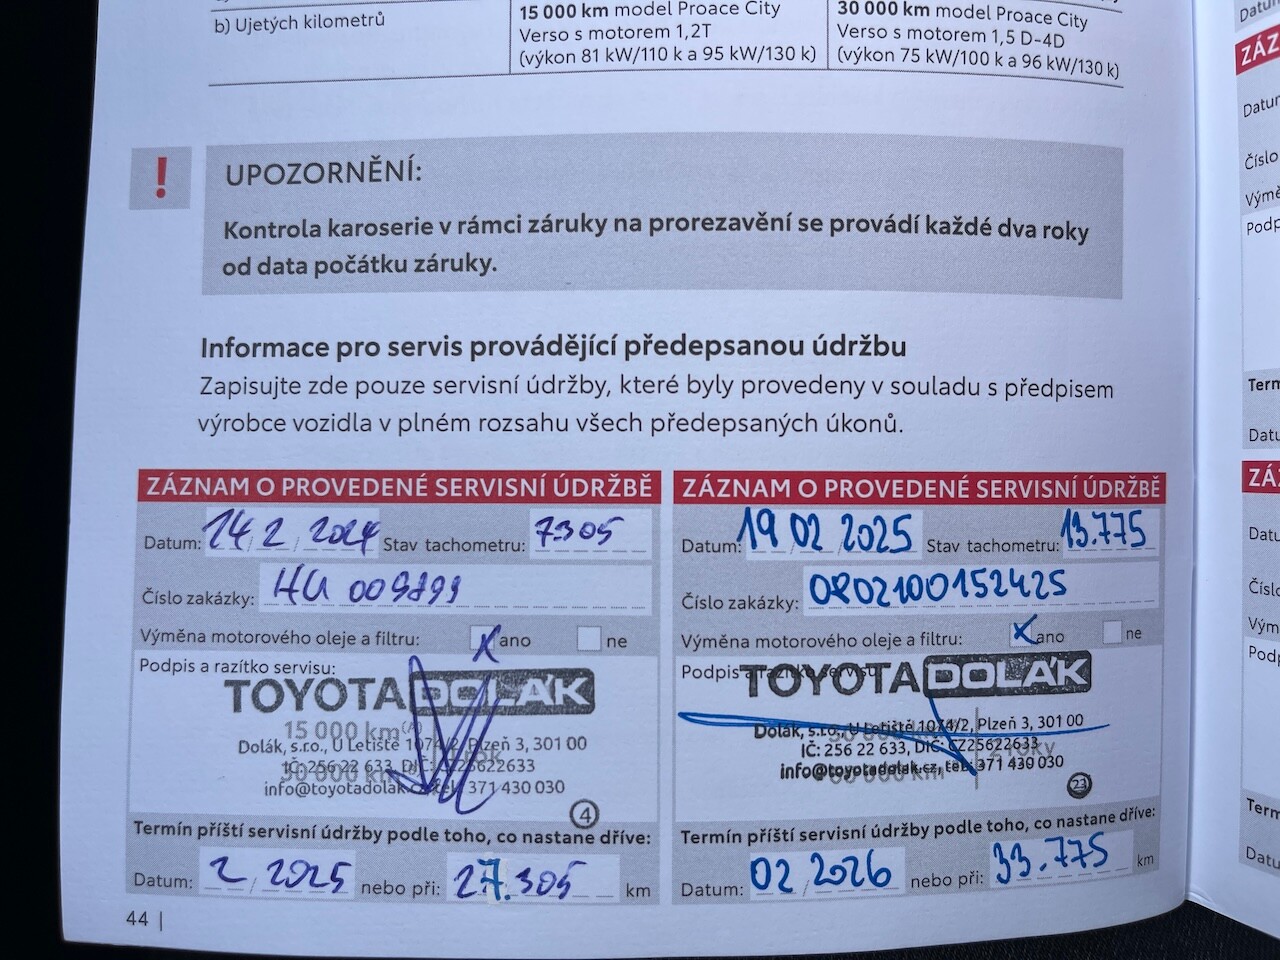 b) Ujetých kilometrů
15 000 km model Proace City
Verso s motorem 1,2T
(výkon 81 kW/110 k a 95 kW/130 k)
30 000 km model Proace City
Verso s motorem 1,5 D-4D
(výkon 75 kW/100 k a 96 kW/130 k)
!
UPOZORNĚNÍ:
Kontrola karoserie v rámci záruky na prorezavění se provádí každé dva roky
od data počátku záruky.
Informace pro servis provádějící předepsanou údržbu
Zapisujte zde pouze servisní údržby, které byly provedeny v souladu s předpisem
výrobce vozidla v plném rozsahu všech předepsaných úkonů.
ZÁZNAM O PROVEDENÉ SERVISNÍ ÚDRŽBĚ
Datum: 14 2 2024 Stav tachometru: 7305
Číslo zakázky:
Výměna motorového oleje a filtru: x ano ne
Podpis a razítko servisu:
TOYOTA DOLÁK
15 000 km
Dolák, s.r.o., U Letiště 1074/2, Plzeň 3, 301 00
IČ: 256 22 633, DIČ: CZ25622633
info@toyotadolak.cz, tel.: 371 430 030
4
Termín příští servisní údržby podle toho, co nastane dříve:
Datum: 2 / 2025 nebo při: 27.305 km
ZÁZNAM O PROVEDENÉ SERVISNÍ ÚDRŽBĚ
Datum: 19 02 2025 Stav tachometru: 13.775
Číslo zakázky: 0802100152425
Výměna motorového oleje a filtru: x ano ne
Podpis a razítko servisu:
TOYOTA DOLÁK
Dolák, s.r.o., U Letiště 1074/2, Plzeň 3, 301 00
IČ: 256 22 633, DIČ: CZ25622633
2 roky
info@toyotadolak.cz, tel.: 371 430 030
23
Termín příští servisní údržby podle toho, co nastane dříve:
Datum: 02 / 2026 nebo při: 33.775 km
44 |